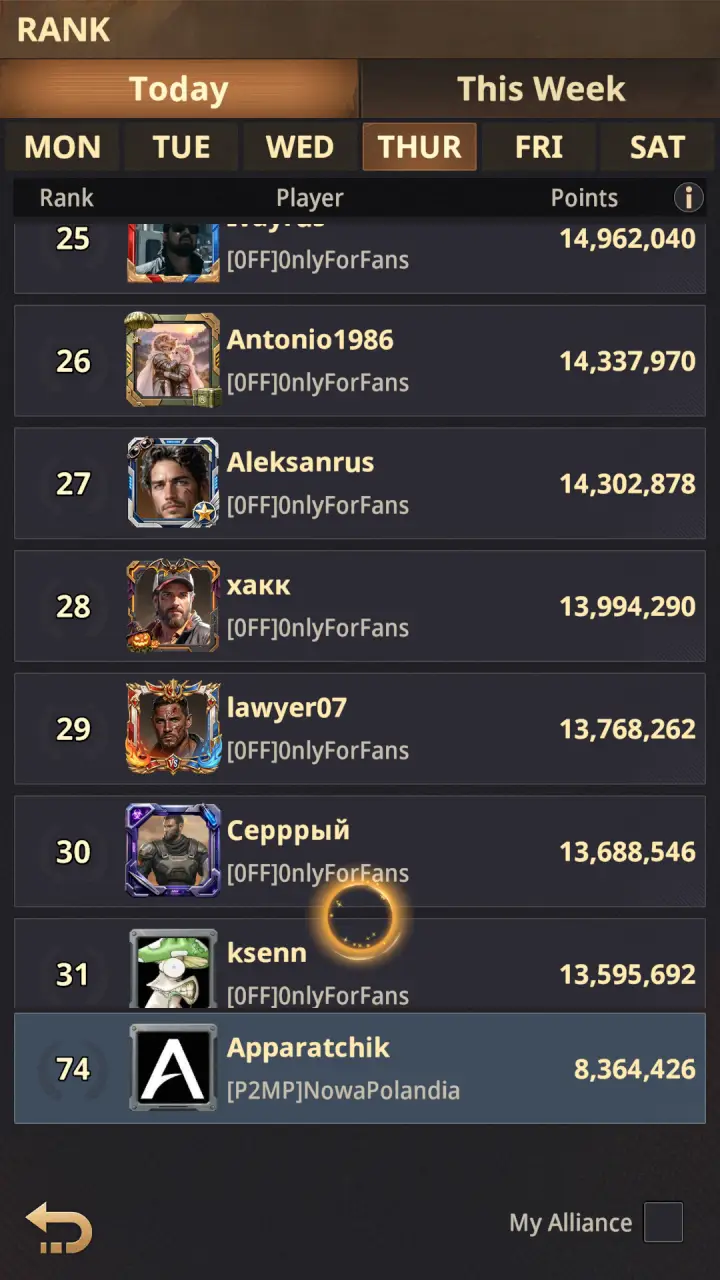 RANK
Today
This Week
MON
TUE
WED
THUR
FRI
SAT
Rank
Player
Points
25
[0FF]0nlyForFans
14,962,040
26
Antonio1986
[0FF]0nlyForFans
14,337,970
27
Aleksanrus
[0FF]0nlyForFans
14,302,878
28
хакк
[0FF]0nlyForFans
13,994,290
29
lawyer07
[0FF]0nlyForFans
13,768,262
VS
30
Серррый
[0FF]0nlyForFans
13,688,546
31
ksenn
[0FF]0nlyForFans
13,595,692
74
Apparatchik
[P2MP]NowaPolandia
8,364,426
My Alliance